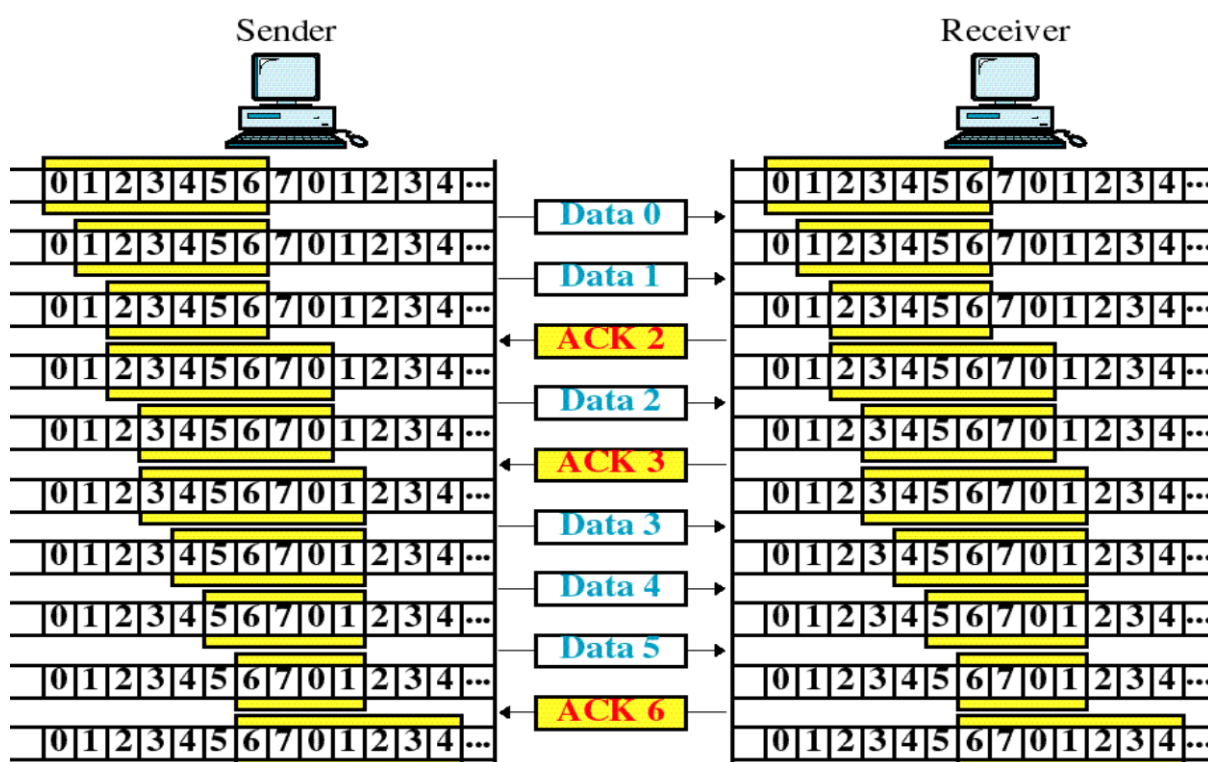 Sender Receiver
0 1 2 3 4 5 6 7 0 1 2 3 4 ... 0 1 2 3 4 5 6 7 0 1 2 3 4 ...
Data 0
0 1 2 3 4 5 6 7 0 1 2 3 4 ... 0 1 2 3 4 5 6 7 0 1 2 3 4 ...
Data 1
0 1 2 3 4 5 6 7 0 1 2 3 4 ... 0 1 2 3 4 5 6 7 0 1 2 3 4 ...
ACK 2
0 1 2 3 4 5 6 7 0 1 2 3 4 ... 0 1 2 3 4 5 6 7 0 1 2 3 4 ...
Data 2
0 1 2 3 4 5 6 7 0 1 2 3 4 ... 0 1 2 3 4 5 6 7 0 1 2 3 4 ...
ACK 3
0 1 2 3 4 5 6 7 0 1 2 3 4 ... 0 1 2 3 4 5 6 7 0 1 2 3 4 ...
Data 3
0 1 2 3 4 5 6 7 0 1 2 3 4 ... 0 1 2 3 4 5 6 7 0 1 2 3 4 ...
Data 4
0 1 2 3 4 5 6 7 0 1 2 3 4 ... 0 1 2 3 4 5 6 7 0 1 2 3 4 ...
Data 5
0 1 2 3 4 5 6 7 0 1 2 3 4 ... 0 1 2 3 4 5 6 7 0 1 2 3 4 ...
ACK 6
0 1 2 3 4 5 6 7 0 1 2 3 4 ... 0 1 2 3 4 5 6 7 0 1 2 3 4 ...